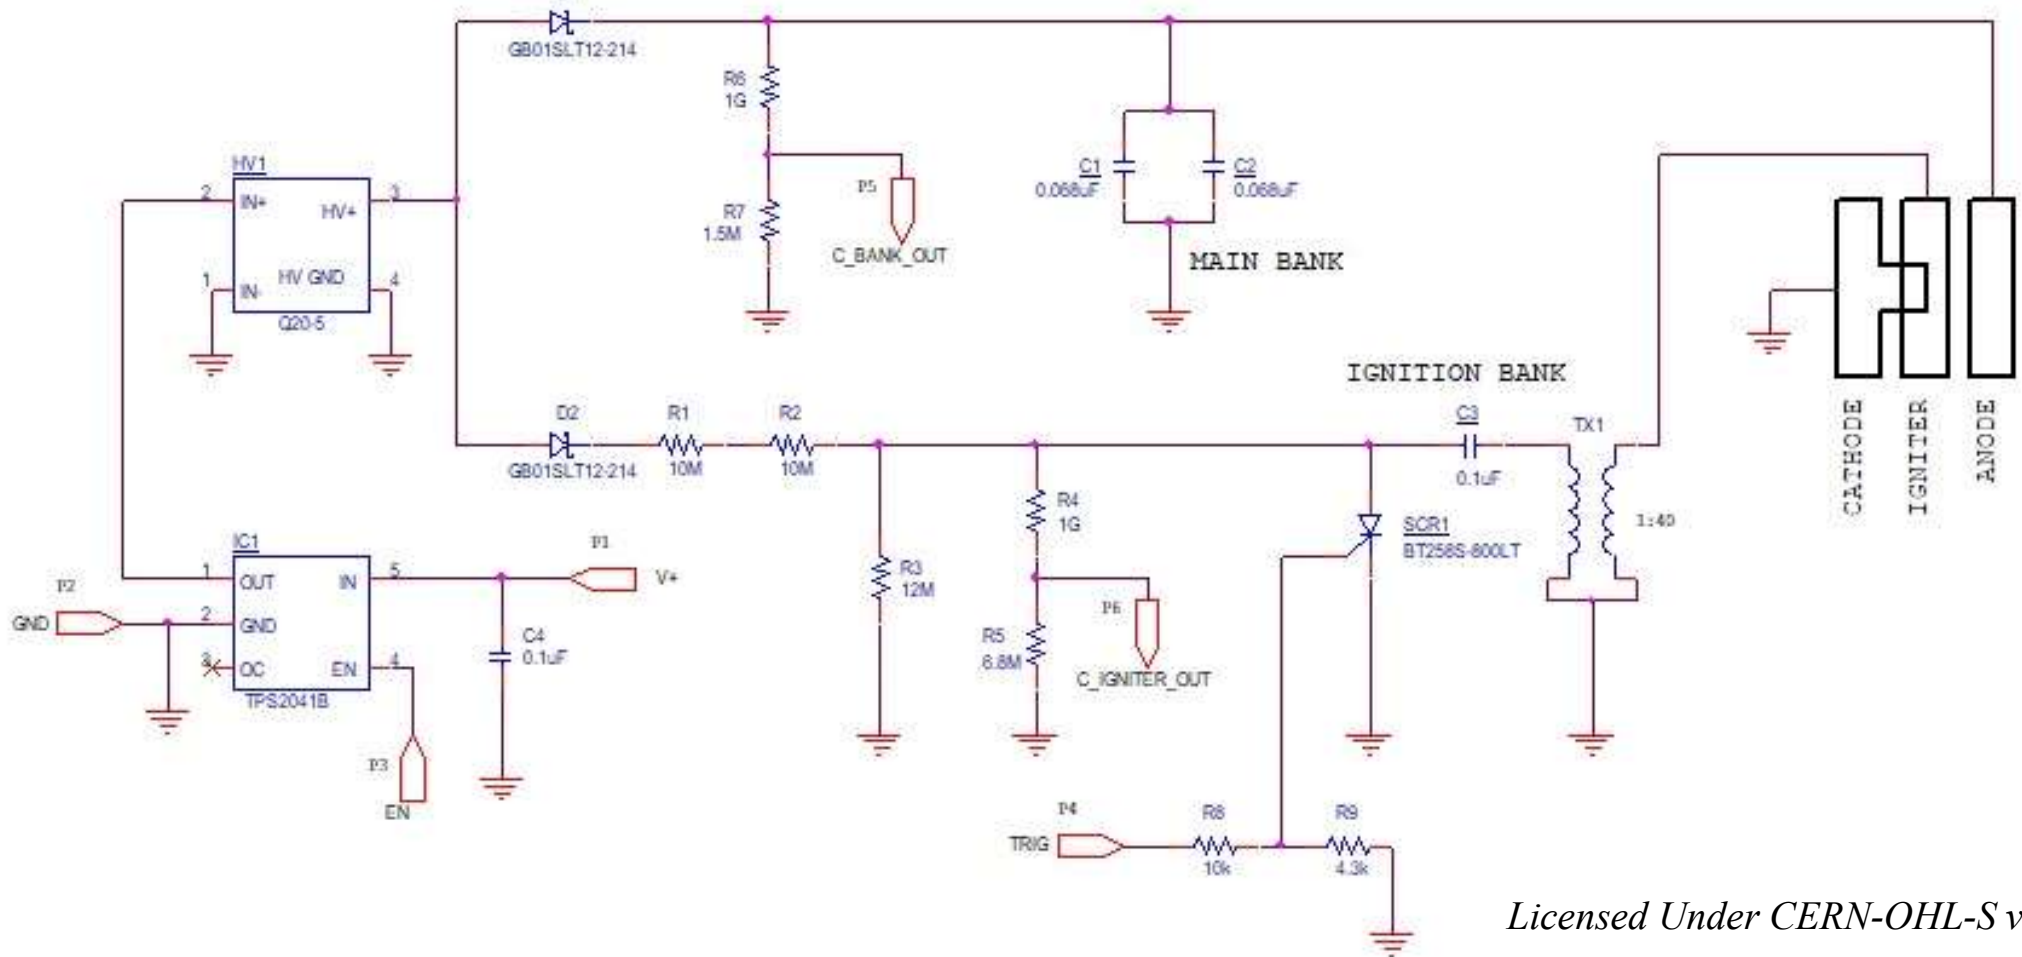 GB01SLT12-214
R6
1G
HV1
2
IN+
HV+
3
1
IN-
HV GND
4
Q20-5
R7
1.5M
P5
C_BANK_OUT
C1
0.068uF
C2
0.068uF
MAIN BANK
IGNITION BANK
CATHODE
IGNITER
ANODE
D2
GB01SLT12-214
R1
10M
R2
10M
C3
0.1uF
TX1
1:40
R4
1G
SCR1
BT258S-800LT
R3
12M
R5
6.8M
P6
C_IGNITER_OUT
IC1
1
OUT
IN
5
P1
V+
P2
GND
2
GND
3
OC
EN
4
TPS2041B
C4
0.1uF
P3
EN
P4
TRIG
R8
10k
R9
4.3k
Licensed Under CERN-OHL-S v